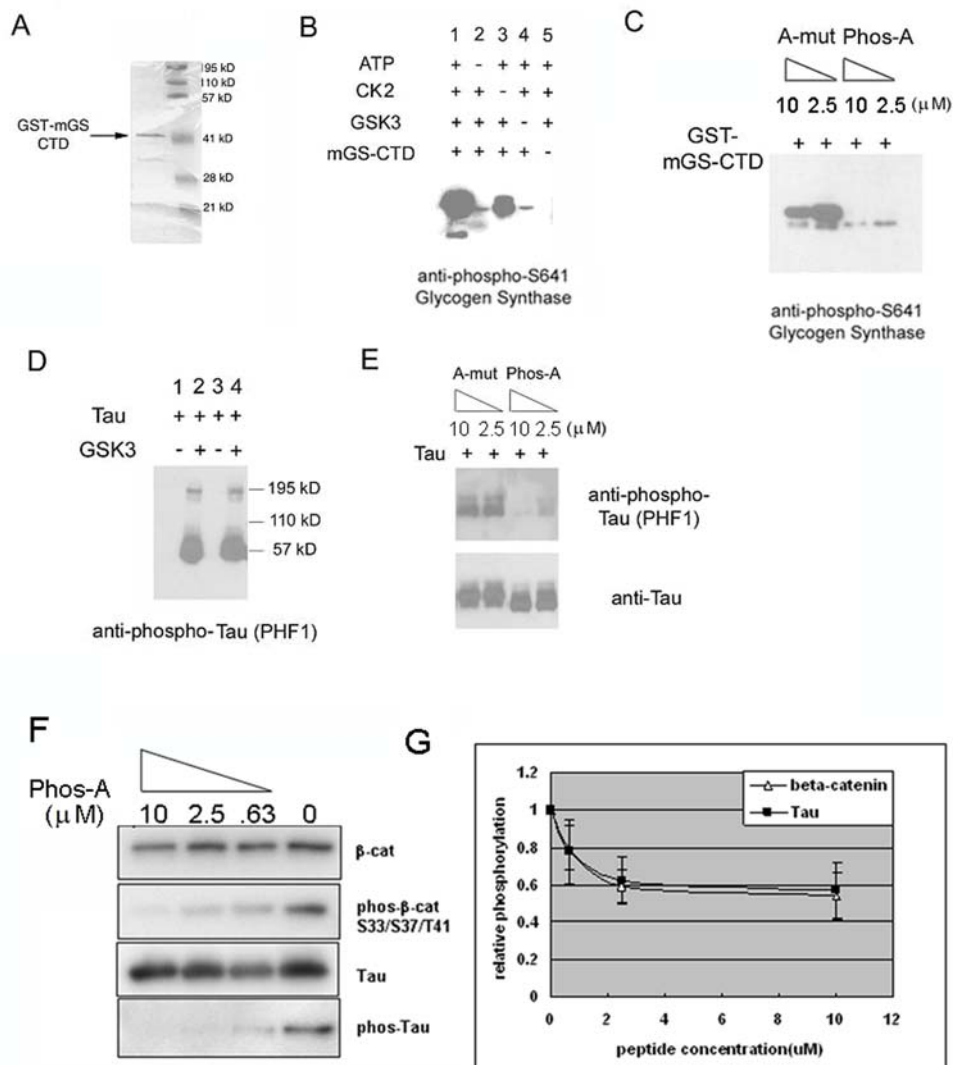 A
195 kD
110 kD
57 kD
GST-mGS
CTD
41 kD
28 kD
21 kD
B
1 2 3 4 5
ATP + - + + +
CK2 + + - + +
GSK3 + + + - +
mGS-CTD + + + + -
anti-phospho-S641
Glycogen Synthase
C
A-mut Phos-A
10 2.5 10 2.5 (μM)
GST-
mGS-CTD + + + +
anti-phospho-S641
Glycogen Synthase
D
1 2 3 4
Tau + + + +
GSK3 - + - +
195 kD
110 kD
57 kD
anti-phospho-Tau (PHF1)
E
A-mut Phos-A
10 2.5 10 2.5 (μM)
Tau + + + +
anti-phospho-
Tau (PHF1)
anti-Tau
F
Phos-A
(μM) 10 2.5 .63 0
β-cat
phos-β-cat
S33/S37/T41
Tau
phos-Tau
G
relative phosphorylation
1.2
1
0.8
0.6
0.4
0.2
0
beta-catenin
Tau
0 2 4 6 8 10 12
peptide concentration(uM)